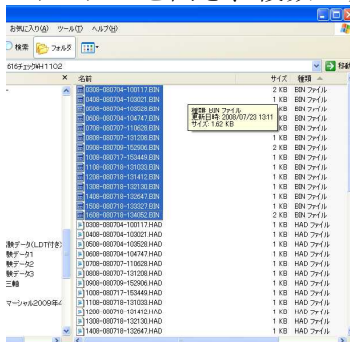 お気に入り(A) ツール(T) ヘルプ(H)
検索 フォルダ
616チェック¥H1102 移動
× 名前 サイズ 種類
0008-080704-100117.BIN 2 KB BIN ファイル
0408-080704-103021.BIN 1 KB BIN ファイル
0508-080704-103528.BIN 1 KB BIN ファイル
0608-080704-104747.BIN 1 KB BIN ファイル
0708-080707-110628.BIN 1 KB BIN ファイル
0808-080707-131208.BIN 1 KB BIN ファイル
0908-080709-152906.BIN 2 KB BIN ファイル
1008-080717-153449.BIN 1 KB BIN ファイル
1108-080718-131033.BIN 1 KB BIN ファイル
1208-080718-131412.BIN 1 KB BIN ファイル
1308-080718-132130.BIN 1 KB BIN ファイル
1408-080718-132647.BIN 1 KB BIN ファイル
1508-080718-133327.BIN 1 KB BIN ファイル
1608-080718-134052.BIN 2 KB BIN ファイル
0308-080704-100117.HAD 1 KB HAD ファイル
0408-080704-103021.HAD 1 KB HAD ファイル
0508-080704-103528.HAD 1 KB HAD ファイル
0608-080704-104747.HAD 1 KB HAD ファイル
0708-080707-110628.HAD 1 KB HAD ファイル
0808-080707-131208.HAD 1 KB HAD ファイル
0908-080709-152906.HAD 1 KB HAD ファイル
1008-080717-153449.HAD 1 KB HAD ファイル
1108-080718-131033.HAD 1 KB HAD ファイル
1208-080718-131412.HAD 1 KB HAD ファイル
1308-080718-132130.HAD 1 KB HAD ファイル
1408-080718-132647.HAD 1 KB HAD ファイル
種類: BIN ファイル
更新日時: 2008/07/23 13:11
サイズ: 1.62 KB
験データ(LDT付き)
験データ1
験データ2
験データ3
三軸
マーシャル2009年4